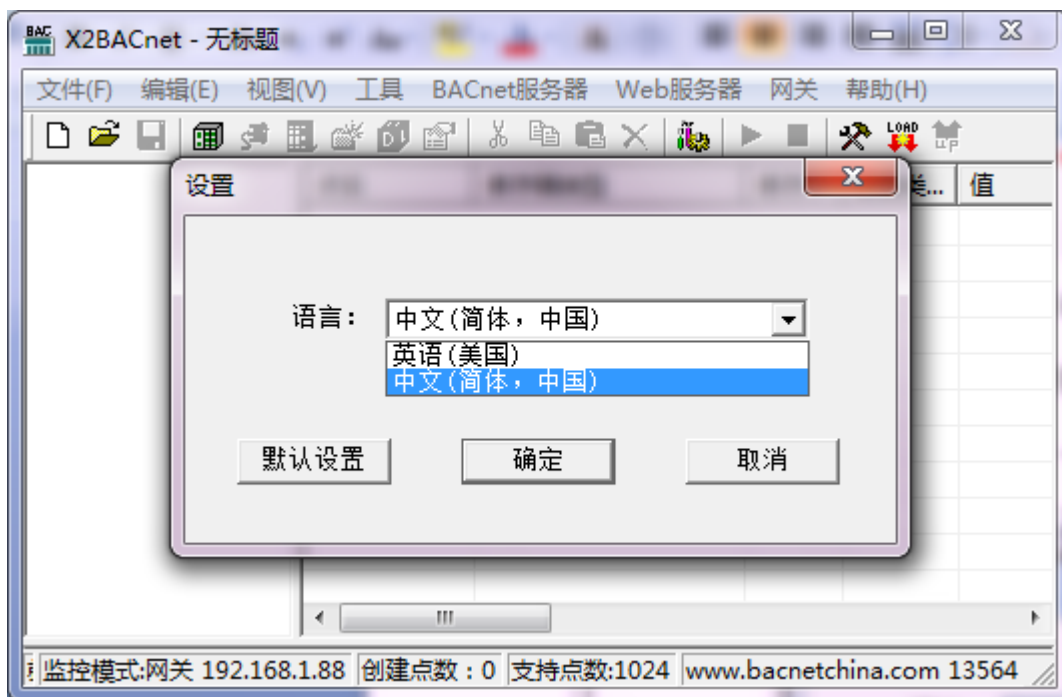 BAC
X2BACnet - 无标题
文件(F) 编辑(E) 视图(V) 工具 BACnet服务器 Web服务器 网关 帮助(H)
LOAD
UP
设置
值
语言: 中文(简体，中国)
英语(美国)
中文(简体，中国)
默认设置 确定 取消
监控模式:网关 192.168.1.88 创建点数：0 支持点数:1024 www.bacnetchina.com 13564